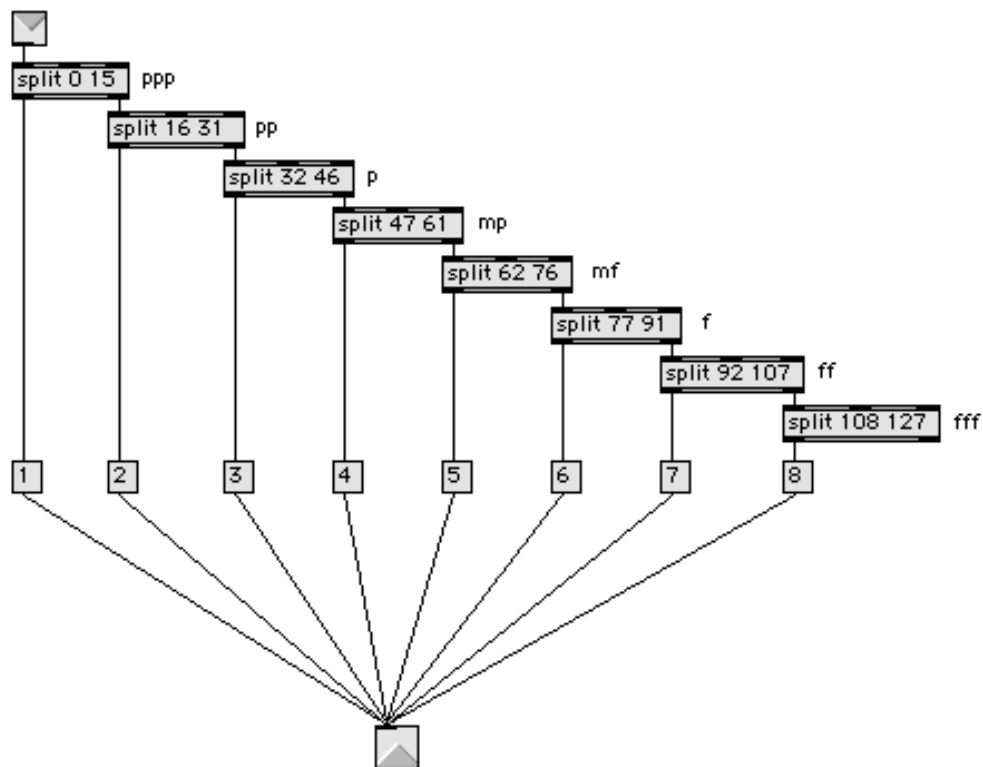 split 0 15 ppp
split 16 31 pp
split 32 46 p
split 47 61 mp
split 62 76 mf
split 77 91 f
split 92 107 ff
split 108 127 fff
1 2 3 4 5 6 7 8